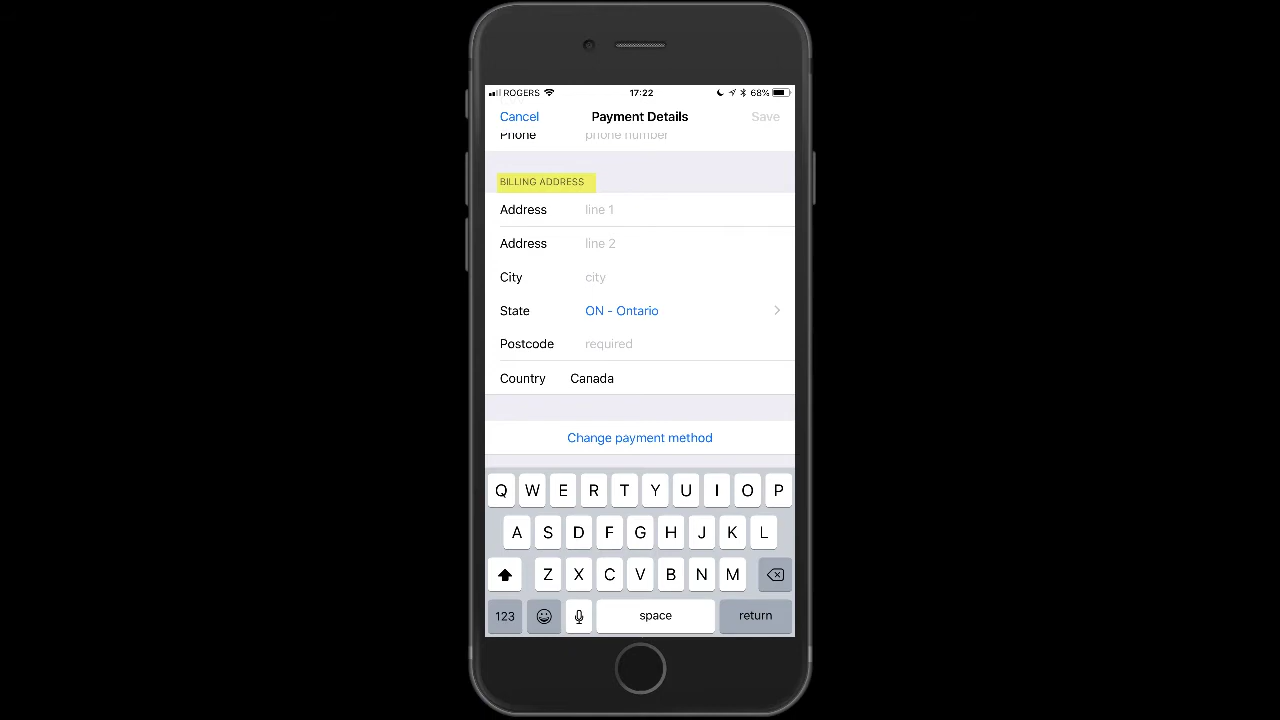 ROGERS 17:22 68%
Cancel Payment Details Save
Phone phone number
BILLING ADDRESS
Address line 1
Address line 2
City city
State ON - Ontario
Postcode required
Country Canada
Change payment method
Q W E R T Y U I O P
A S D F G H J K L
Z X C V B N M
123 space return